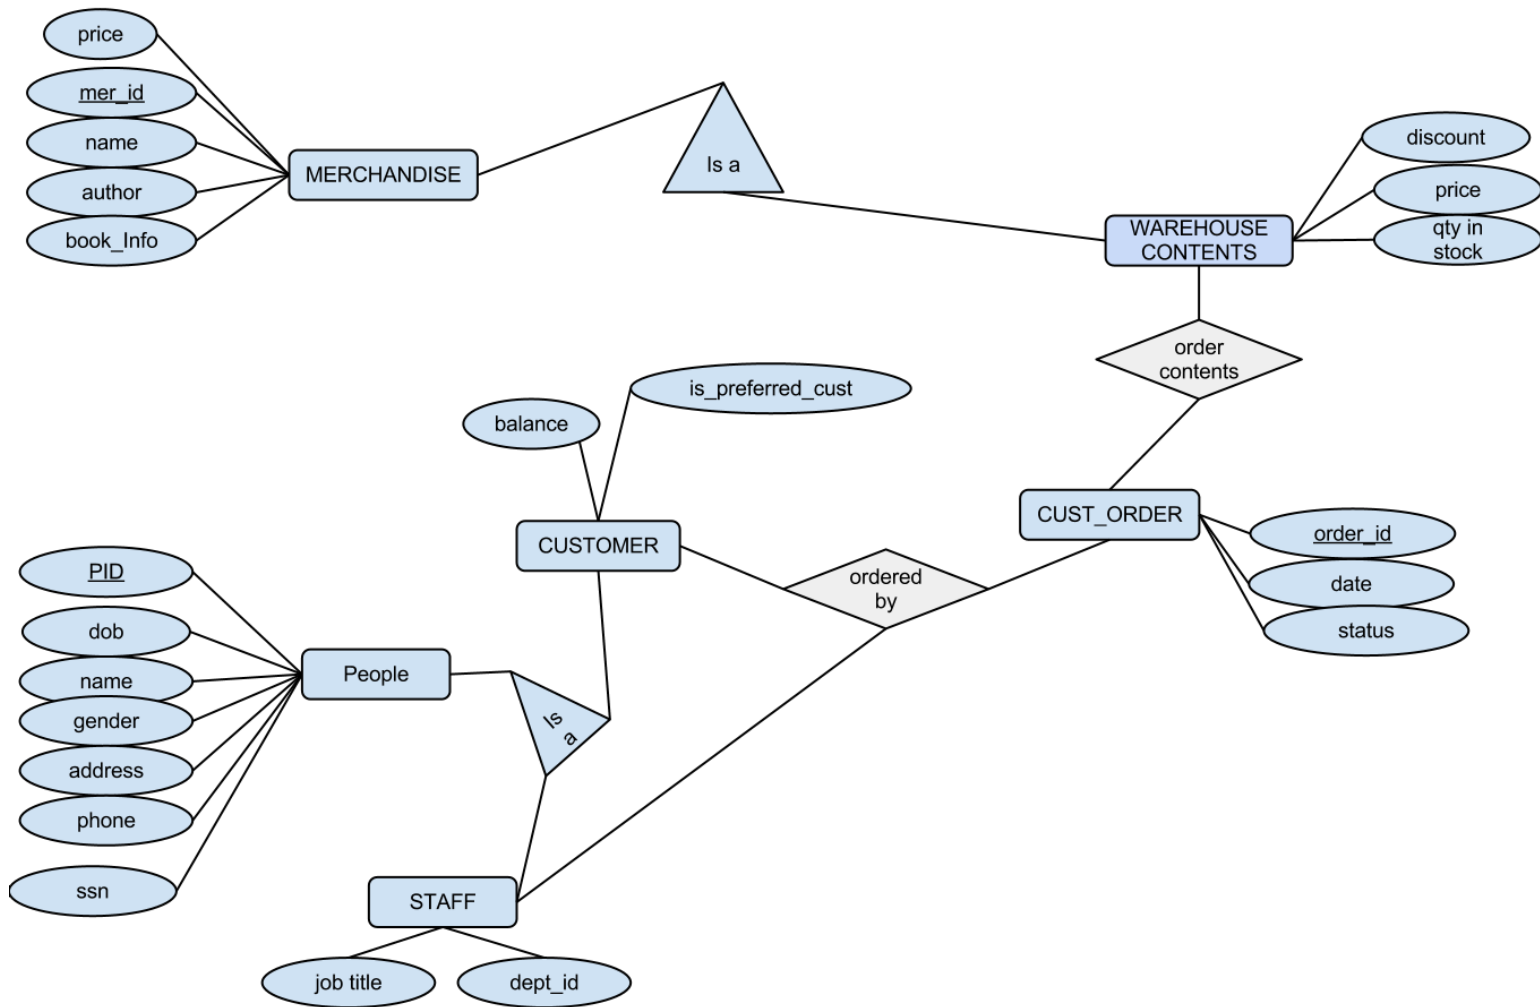 price
mer_id
name
author
book_Info
MERCHANDISE
Is a
WAREHOUSE
CONTENTS
discount
price
qty in
stock
order
contents
is_preferred_cust
balance
CUSTOMER
CUST_ORDER
order_id
date
status
ordered
by
PID
dob
name
gender
address
phone
ssn
People
Is
a
STAFF
job title
dept_id